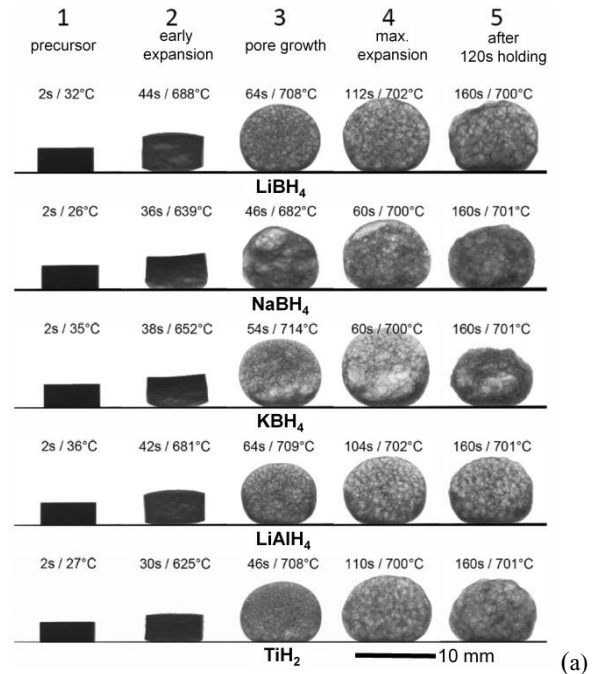 1 2 3 4 5
precursor early expansion pore growth max. expansion after 120s holding
2s / 32°C 44s / 688°C 64s / 708°C 112s / 702°C 160s / 700°C
LiBH4
2s / 26°C 36s / 639°C 46s / 682°C 60s / 700°C 160s / 701°C
NaBH4
2s / 35°C 38s / 652°C 54s / 714°C 60s / 700°C 160s / 701°C
KBH4
2s / 36°C 42s / 681°C 64s / 709°C 104s / 702°C 160s / 701°C
LiAlH4
2s / 27°C 30s / 625°C 46s / 708°C 110s / 700°C 160s / 701°C
TiH2
10 mm
(a)